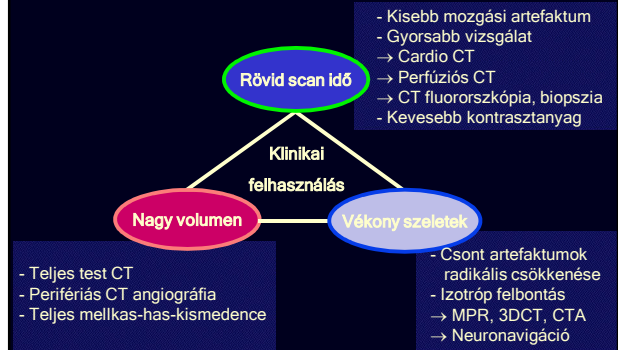 - Kisebb mozgási artefaktum
- Gyorsabb vizsgálat
→ Cardio CT
→ Perfúziós CT
→ CT fluororszkópia, biopszia
- Kevesebb kontrasztanyag
Rövid scan idő
Klinikai
felhasználás
Nagy volumen
Vékony szeletek
- Teljes test CT
- Perifériás CT angiográfia
- Teljes mellkas-has-kismedence
- Csont artefaktumok
radikális csökkenése
- Izotróp felbontás
→ MPR, 3DCT, CTA
→ Neuronavigáció